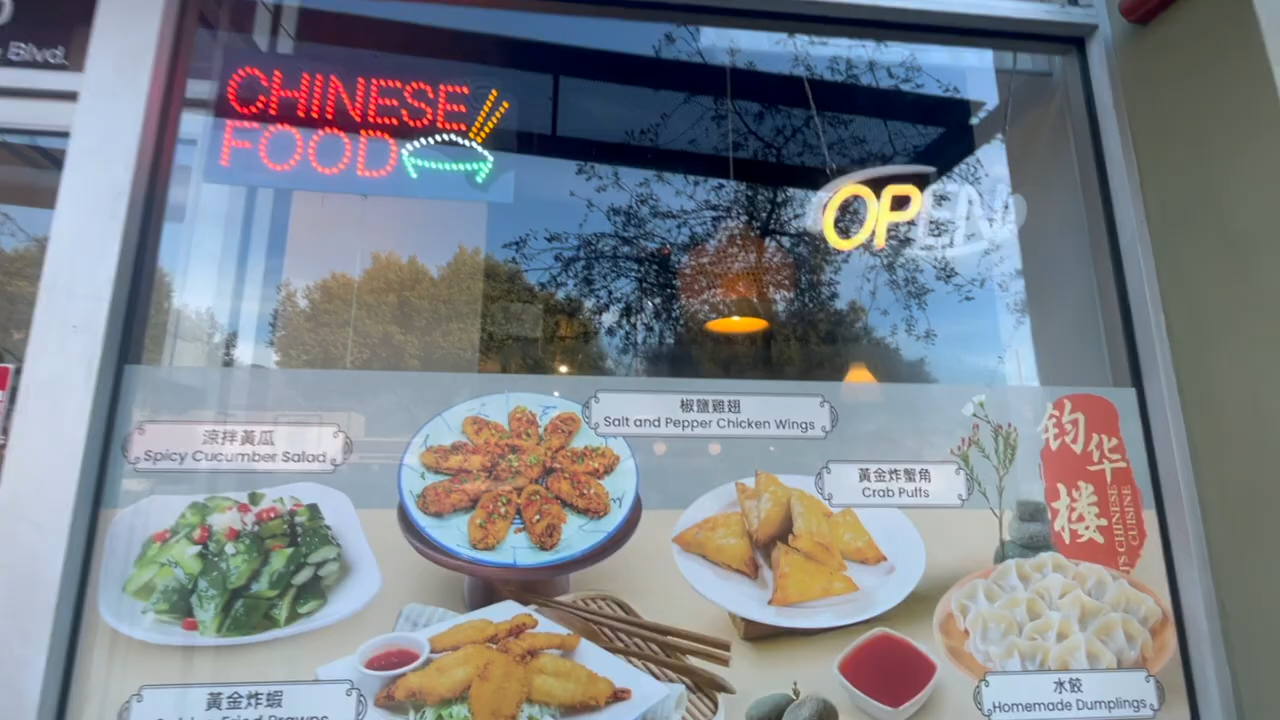 Blvd.
CHINESE
FOOD
OPEN
椒鹽雞翅
Salt and Pepper Chicken Wings
涼拌黃瓜
Spicy Cucumber Salad
黃金炸蟹角
Crab Puffs
钧华楼
CHINESE
CUISINE
水餃
Homemade Dumplings
黃金炸蝦
Fried Prawns